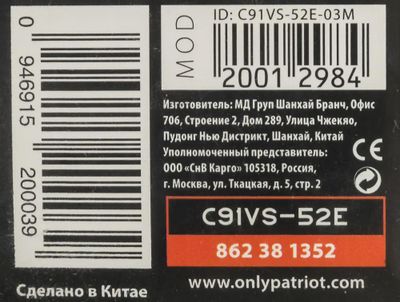 0 946915 200039
Сделано в Китае
MOD
ID: C91VS-52E-03M
2001 2984
Изготовитель: МД Груп Шанхай Бранч, Офис
706, Строение 2, Дом 289, Улица Чжекяо,
Пудонг Нью Дистрикт, Шанхай, Китай
Уполномоченный представитель:
ООО «СнВ Карго» 105318, Россия,
г. Москва, ул. Ткацкая, д. 5, стр. 2
CE
C91VS-52E
862 38 1352
www.onlypatriot.com